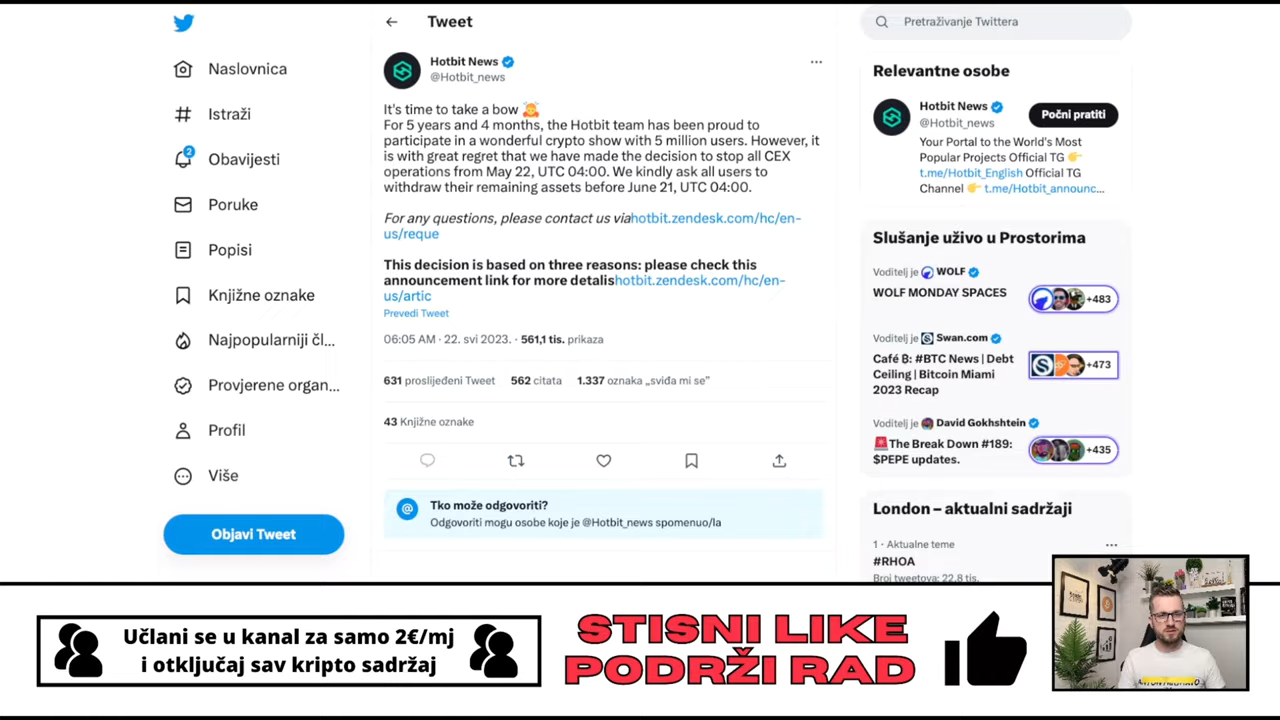 Naslovnica
Istraži
2
Obavijesti
Poruke
Popisi
Knjižne oznake
Najpopularniji čl...
Provjerene organ...
Profil
Više
Objavi Tweet
Tweet
Hotbit News
@Hotbit_news
It's time to take a bow 🙇
For 5 years and 4 months, the Hotbit team has been proud to
participate in a wonderful crypto show with 5 million users. However, it
is with great regret that we have made the decision to stop all CEX
operations from May 22, UTC 04:00. We kindly ask all users to
withdraw their remaining assets before June 21, UTC 04:00.
For any questions, please contact us viahotbit.zendesk.com/hc/en-
us/reque
This decision is based on three reasons: please check this
announcement link for more detalishotbit.zendesk.com/hc/en-
us/artic
Prevedi Tweet
06:05 AM · 22. svi 2023. · 561,1 tis. prikaza
631 proslijeđeni Tweet 562 citata 1.337 oznaka „sviđa mi se”
43 Knjižne oznake
Tko može odgovoriti?
Odgovoriti mogu osobe koje je @Hotbit_news spomenuo/la
Pretraživanje Twittera
Relevantne osobe
Hotbit News
@Hotbit_news
Počni pratiti
Your Portal to the World's Most
Popular Projects Official TG 👉
t.me/Hotbit_English Official TG
Channel 👉 t.me/Hotbit_announc...
Slušanje uživo u Prostorima
Voditelj je WOLF
WOLF MONDAY SPACES
+483
Voditelj je Swan.com
Café ₿: #BTC News | Debt
Ceiling | Bitcoin Miami
2023 Recap
+473
Voditelj je David Gokhshtein
🚨The Break Down #189:
$PEPE updates.
+435
London – aktualni sadržaji
1 · Aktualne teme
#RHOA
Broj tweetova: 22,8 tis.
Učlani se u kanal za samo 2€/mj
i otključaj sav kripto sadržaj
STISNI LIKE
PODRŽI RAD